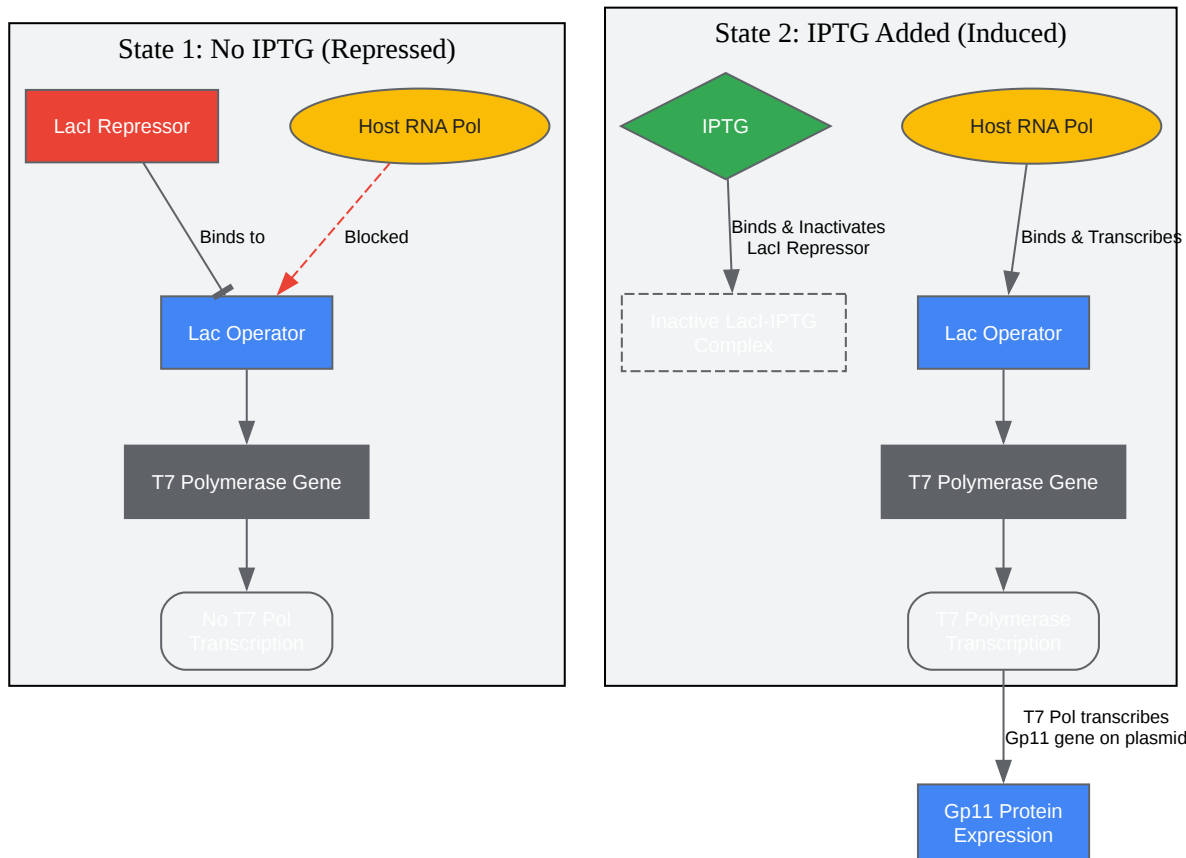 State 1: No IPTG (Repressed)
LacI Repressor
Host RNA Pol
Binds to
Blocked
Lac Operator
T7 Polymerase Gene
No T7 Pol
Transcription
State 2: IPTG Added (Induced)
IPTG
Host RNA Pol
Binds & Inactivates
LacI Repressor
Binds & Transcribes
Inactive LacI-IPTG
Complex
Lac Operator
T7 Polymerase Gene
T7 Polymerase
Transcription
T7 Pol transcribes
Gp11 gene on plasmid
Gp11 Protein
Expression